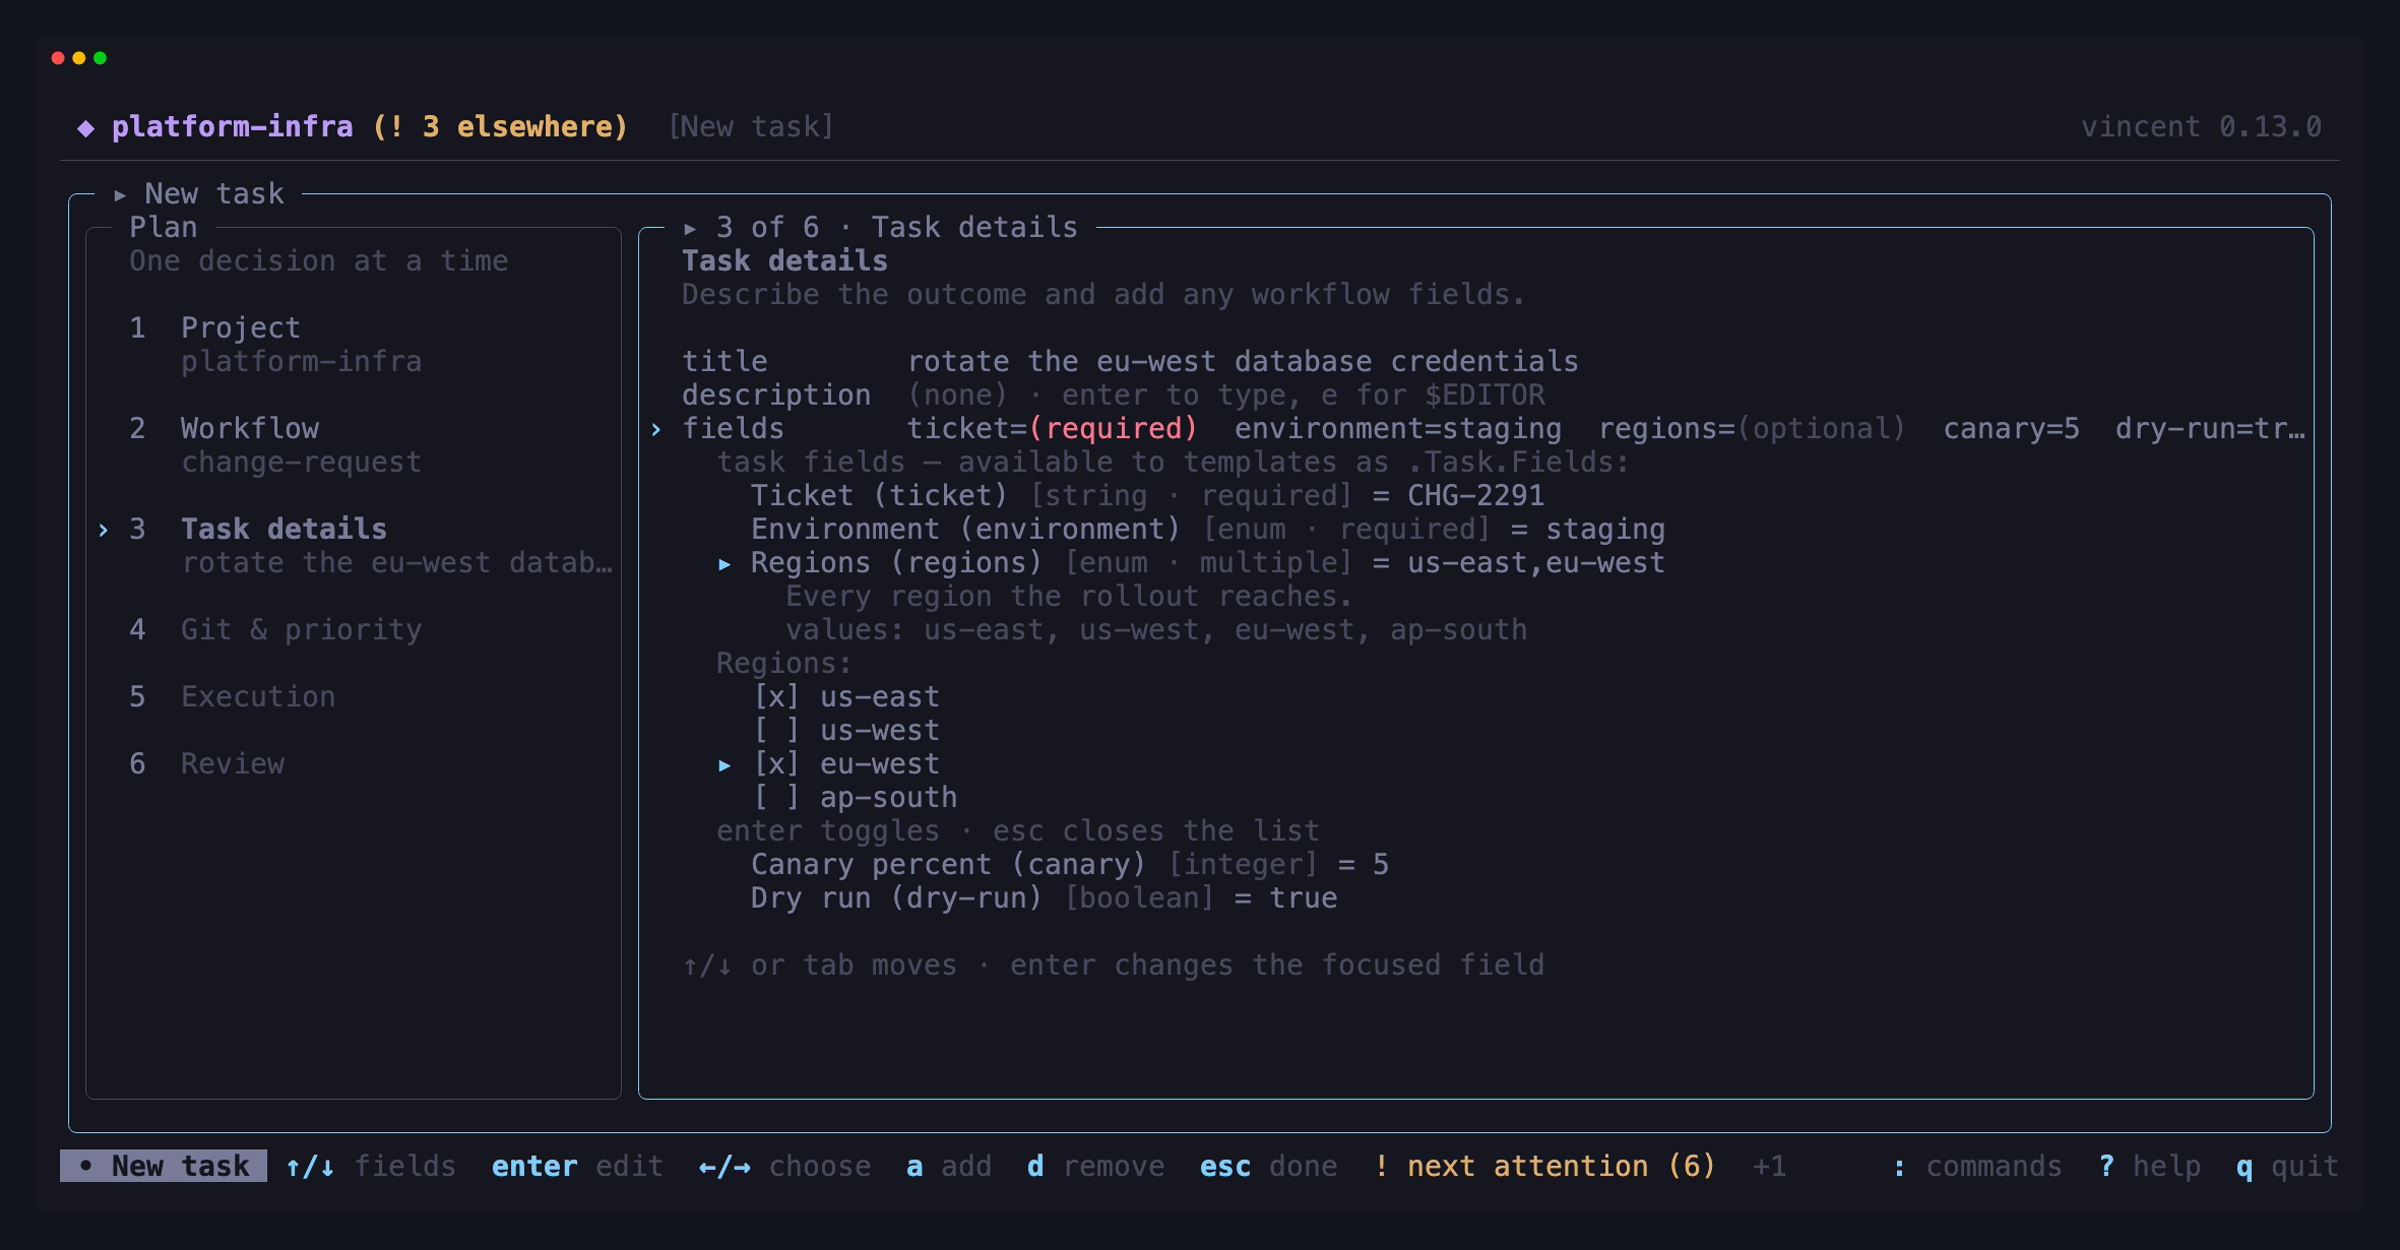 ◆ platform-infra (! 3 elsewhere) [New task] vincent 0.13.0
▸ New task
Plan
One decision at a time
1 Project
platform-infra
2 Workflow
change-request
› 3 Task details
rotate the eu-west datab…
4 Git & priority
5 Execution
6 Review
▸ 3 of 6 · Task details
Task details
Describe the outcome and add any workflow fields.
title rotate the eu-west database credentials
description (none) · enter to type, e for $EDITOR
› fields ticket=(required) environment=staging regions=(optional) canary=5 dry-run=tr…
task fields — available to templates as .Task.Fields:
Ticket (ticket) [string · required] = CHG-2291
Environment (environment) [enum · required] = staging
▸ Regions (regions) [enum · multiple] = us-east,eu-west
Every region the rollout reaches.
values: us-east, us-west, eu-west, ap-south
Regions:
[x] us-east
[ ] us-west
▸ [x] eu-west
[ ] ap-south
enter toggles · esc closes the list
Canary percent (canary) [integer] = 5
Dry run (dry-run) [boolean] = true
↑/↓ or tab moves · enter changes the focused field
• New task ↑/↓ fields enter edit ←/→ choose a add d remove esc done ! next attention (6) +1 : commands ? help q quit